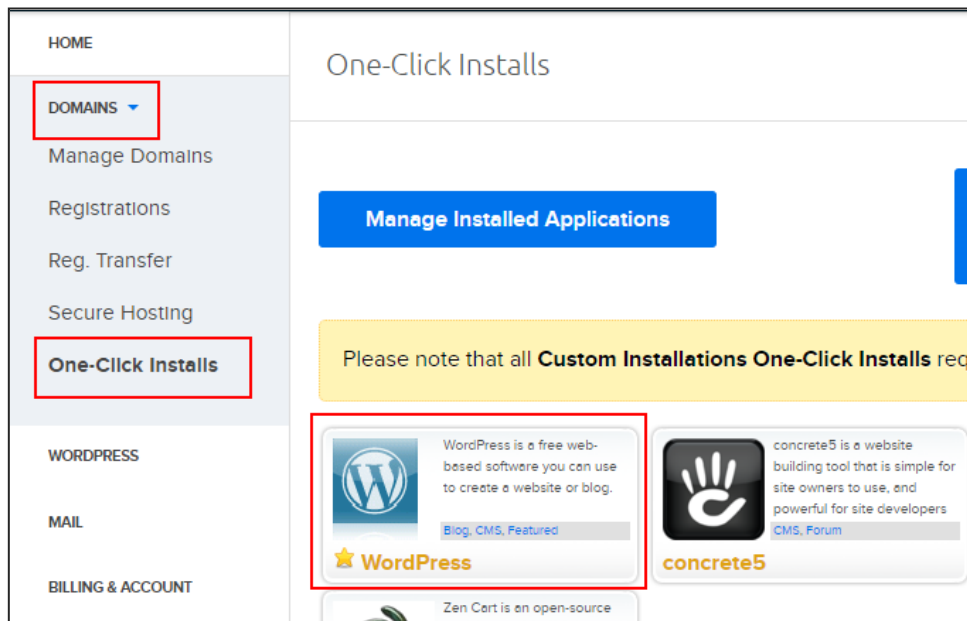 HOME
DOMAINS
Manage Domains
Registrations
Reg. Transfer
Secure Hosting
One-Click Installs
WORDPRESS
MAIL
BILLING & ACCOUNT
One-Click Installs
Manage Installed Applications
Please note that all Custom Installations One-Click Installs req
WordPress is a free web-
based software you can use
to create a website or blog.
Blog, CMS, Featured
WordPress
concrete5 is a website
building tool that is simple for
site owners to use, and
powerful for site developers
CMS, Forum
concrete5
Zen Cart is an open-source